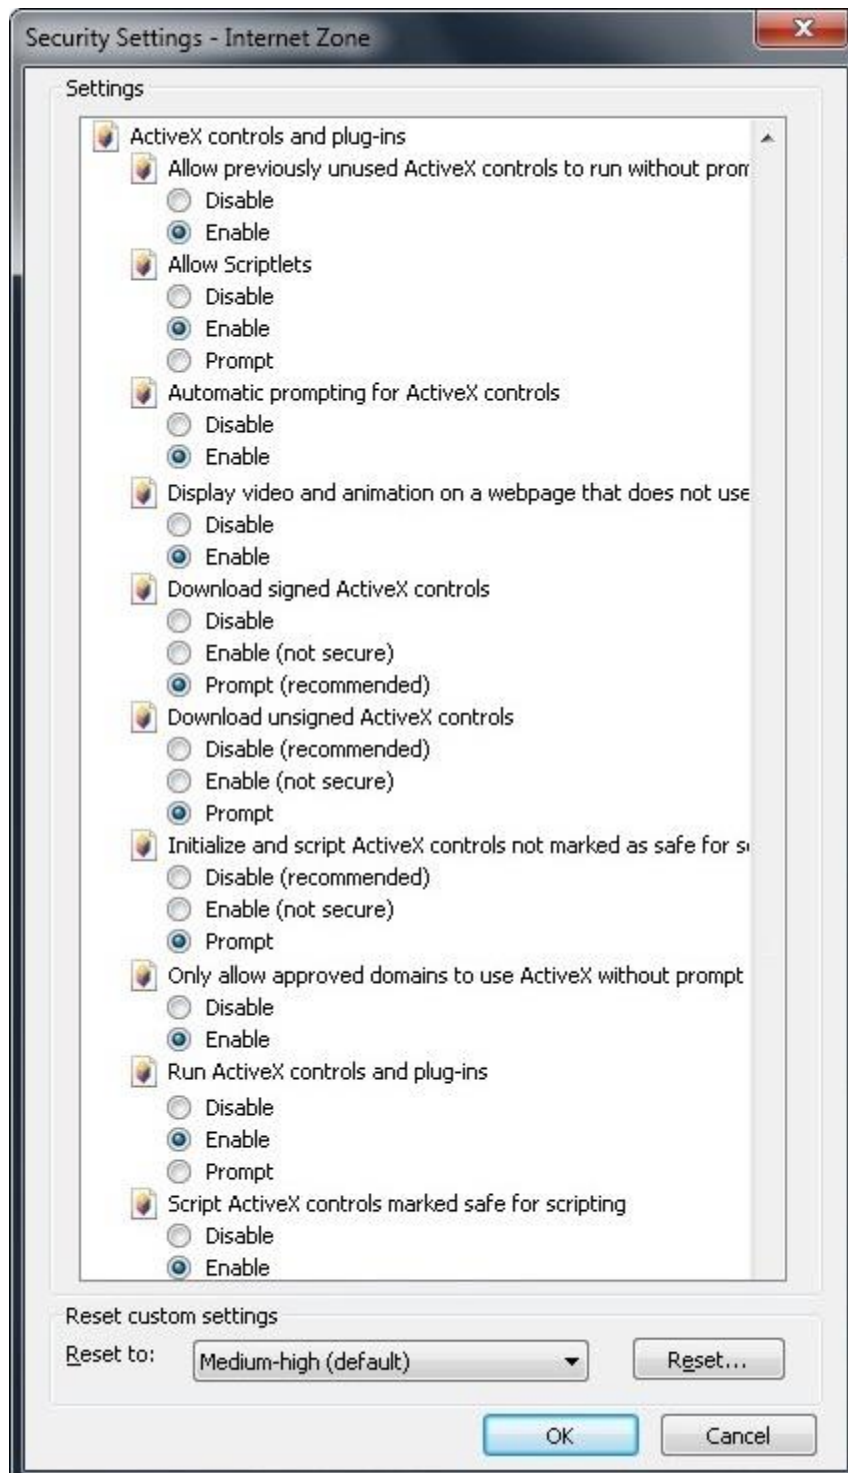 Security Settings - Internet Zone
Settings
ActiveX controls and plug-ins
Allow previously unused ActiveX controls to run without
Disable
Enable
Allow Scriptlets
Disable
Enable
Prompt
Automatic prompting for ActiveX controls
Disable
Enable
Display video and animation on a webpage that does not use
Disable
Enable
Download signed ActiveX controls
Disable
Enable (not secure)
Prompt (recommended)
Download unsigned ActiveX controls
Disable (recommended)
Enable (not secure)
Prompt
Initialize and script ActiveX controls not marked as safe for
Disable (recommended)
Enable (not secure)
Prompt
Only allow approved domains to use ActiveX without prompt
Disable
Enable
Run ActiveX controls and plug-ins
Disable
Enable
Prompt
Script ActiveX controls marked safe for scripting
Disable
Enable
Reset custom settings
Reset to: Medium-high (default) Reset...
OK Cancel